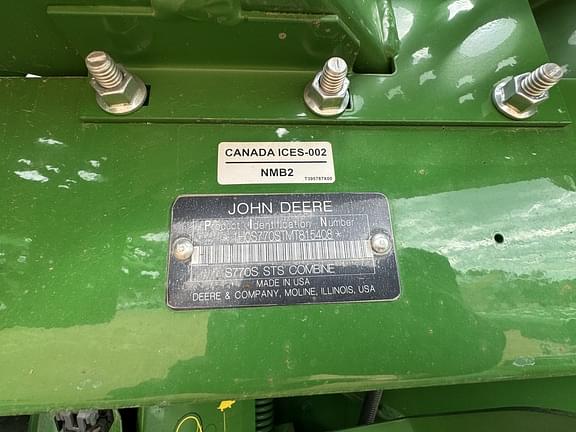 CANADA ICES-002
NMB2
T395787X00
JOHN DEERE
Product Identification Number
S770S STS COMBINE
MADE IN USA
DEERE & COMPANY, MOLINE, ILLINOIS, USA